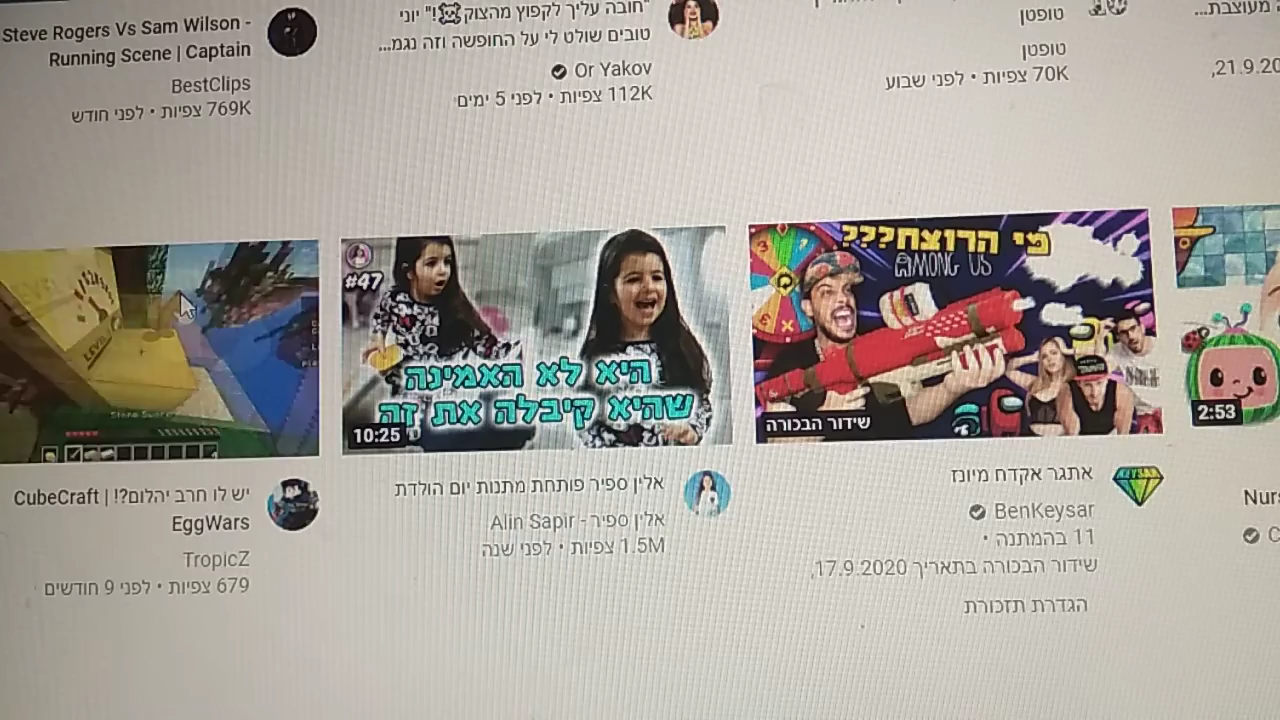 Steve Rogers Vs Sam Wilson -
Running Scene | Captain
BestClips
769K צפיות • לפני חודש
"חובה עליך לקפוץ מהצוק☠️!" יוני
טובים שולט לי על החופשה וזה נגמ...
Or Yakov
112K צפיות • לפני 5 ימים
טופטן
טופטן
70K צפיות • לפני שבוע
מעוצבת...
21.9.20,
Stone Sword
יש לו חרב יהלום?! | CubeCraft
EggWars
TropicZ
679 צפיות • לפני 9 חודשים
#47
היא לא האמינה
שהיא קיבלה את זה
10:25
אלין ספיר פותחת מתנות יום הולדת
אלין ספיר - Alin Sapir
1.5M צפיות • לפני שנה
מי הרוצח???
AMONG US
שידור הבכורה
אתגר אקדח מיונז
KEYSAR
BenKeysar
11 בהמתנה •
שידור הבכורה בתאריך 17.9.2020,
הגדרת תזכורת
2:53
Nurs